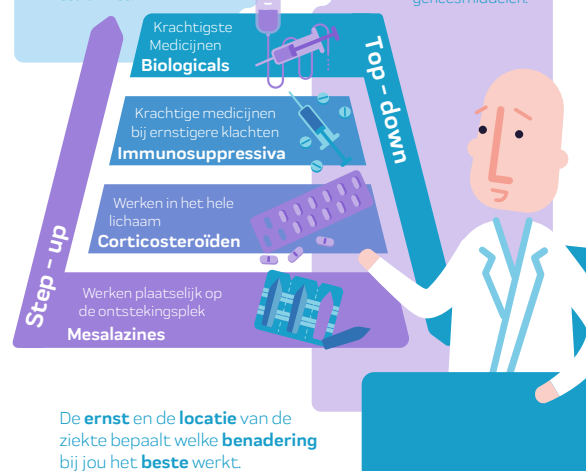 geneesmiddelen.
Krachtigste
Medicijnen
Biologicals
Top - down
Krachtige medicijnen
bij ernstigere klachten
Immunosuppressiva
Werken in het hele
lichaam
Corticosteroïden
Step - up
Werken plaatselijk op
de ontstekingsplek
Mesalazines
De ernst en de locatie van de
ziekte bepaalt welke benadering
bij jou het beste werkt.